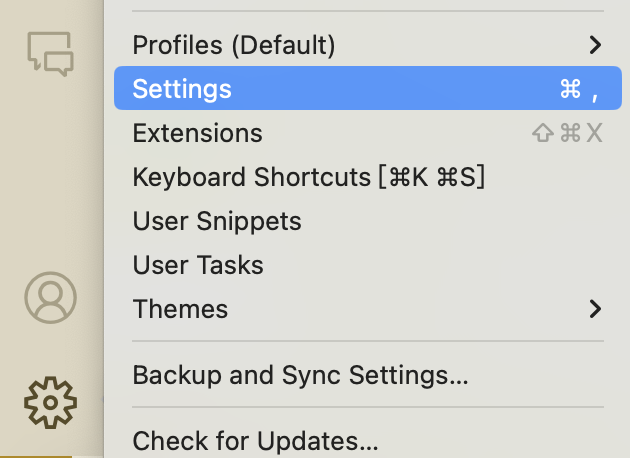 Profiles (Default)
Settings ⌘ ,
Extensions ⇧⌘X
Keyboard Shortcuts [⌘K ⌘S]
User Snippets
User Tasks
Themes
Backup and Sync Settings...
Check for Updates...